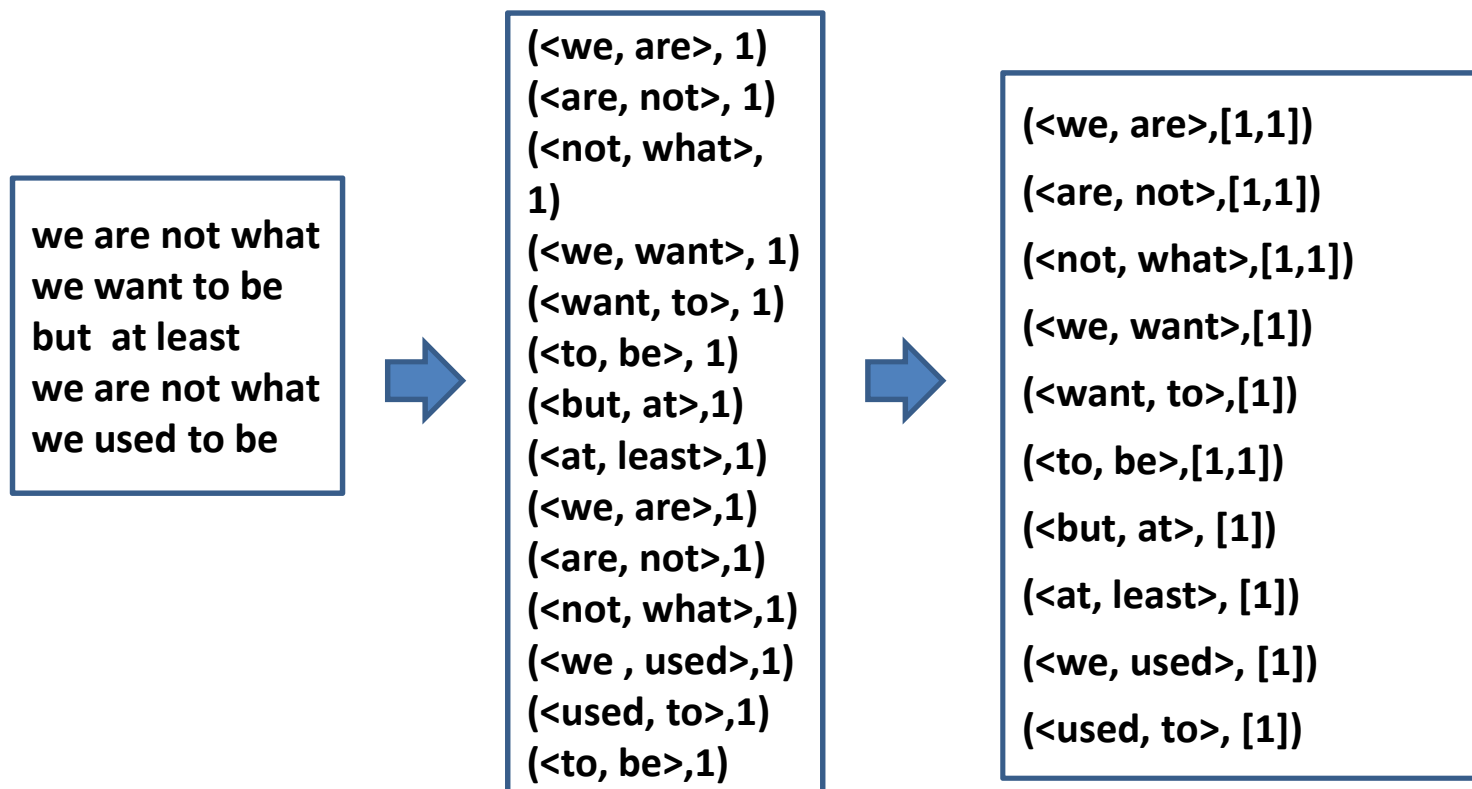 we are not what
we want to be
but at least
we are not what
we used to be
(<we, are>, 1)
(<are, not>, 1)
(<not, what>,
1)
(<we, want>, 1)
(<want, to>, 1)
(<to, be>, 1)
(<but, at>,1)
(<at, least>,1)
(<we, are>,1)
(<are, not>,1)
(<not, what>,1)
(<we , used>,1)
(<used, to>,1)
(<to, be>,1)
(<we, are>,[1,1])
(<are, not>,[1,1])
(<not, what>,[1,1])
(<we, want>,[1])
(<want, to>,[1])
(<to, be>,[1,1])
(<but, at>, [1])
(<at, least>, [1])
(<we, used>, [1])
(<used, to>, [1])